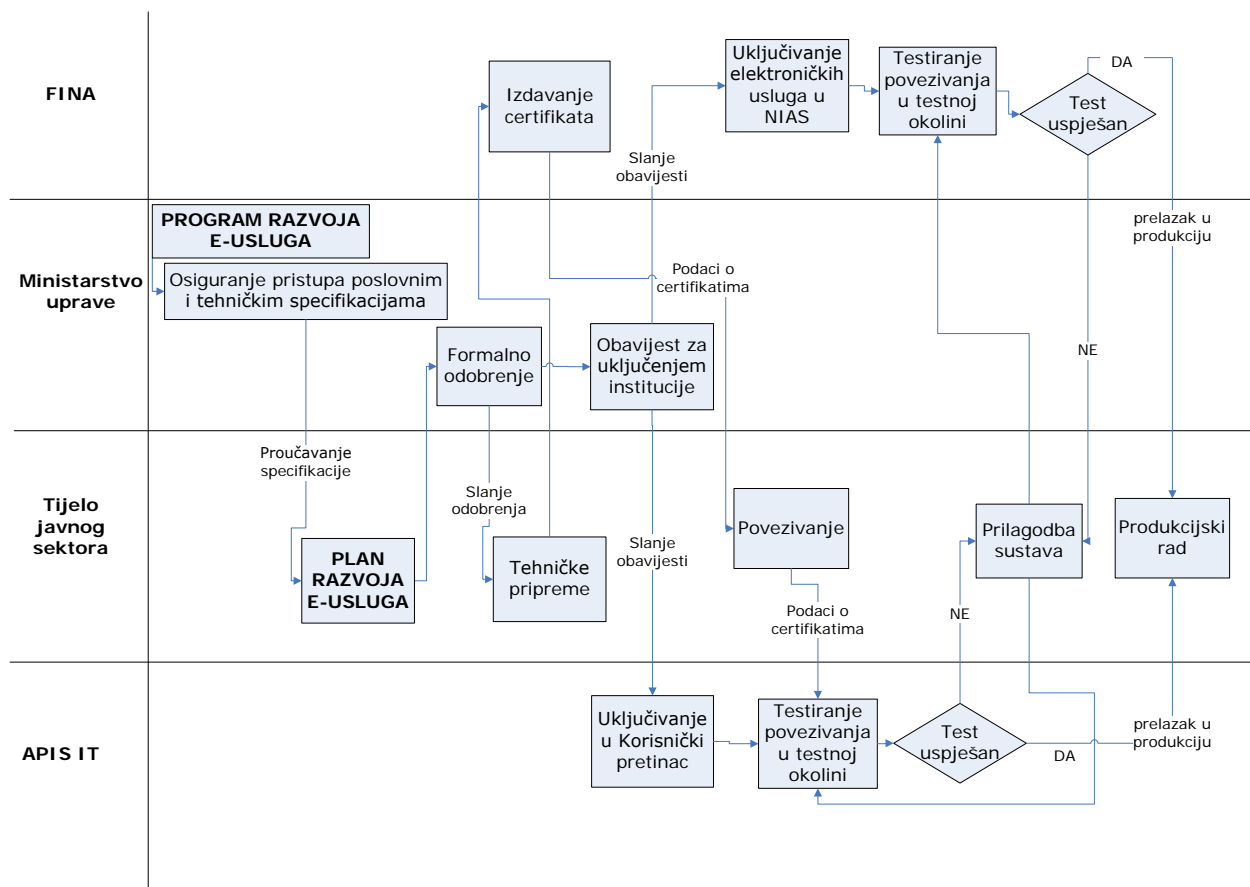 FINA
Izdavanje
certifikata
Uključivanje
elektroničkih
usluga u
NIAS
Testiranje
povezivanja
u testnoj
okolini
Test
uspješan
DA
Slanje
obavijesti
Ministarstvo
uprave
PROGRAM RAZVOJA
E-USLUGA
Osiguranje pristupa poslovnim
i tehničkim specifikacijama
Formalno
odobrenje
Obavijest za
uključenjem
institucije
Podaci o
certifikatima
NE
prelazak u
produkciju
Tijelo
javnog
sektora
Proučavanje
specifikacije
PLAN
RAZVOJA
E-USLUGA
Slanje
odobrenja
Tehničke
pripreme
Slanje
obavijesti
Povezivanje
Podaci o
certifikatima
NE
Prilagodba
sustava
Produkcijski
rad
APIS IT
Uključivanje
u Korisnički
pretinac
Testiranje
povezivanja
u testnoj
okolini
Test
uspješan
DA
prelazak u
produkciju